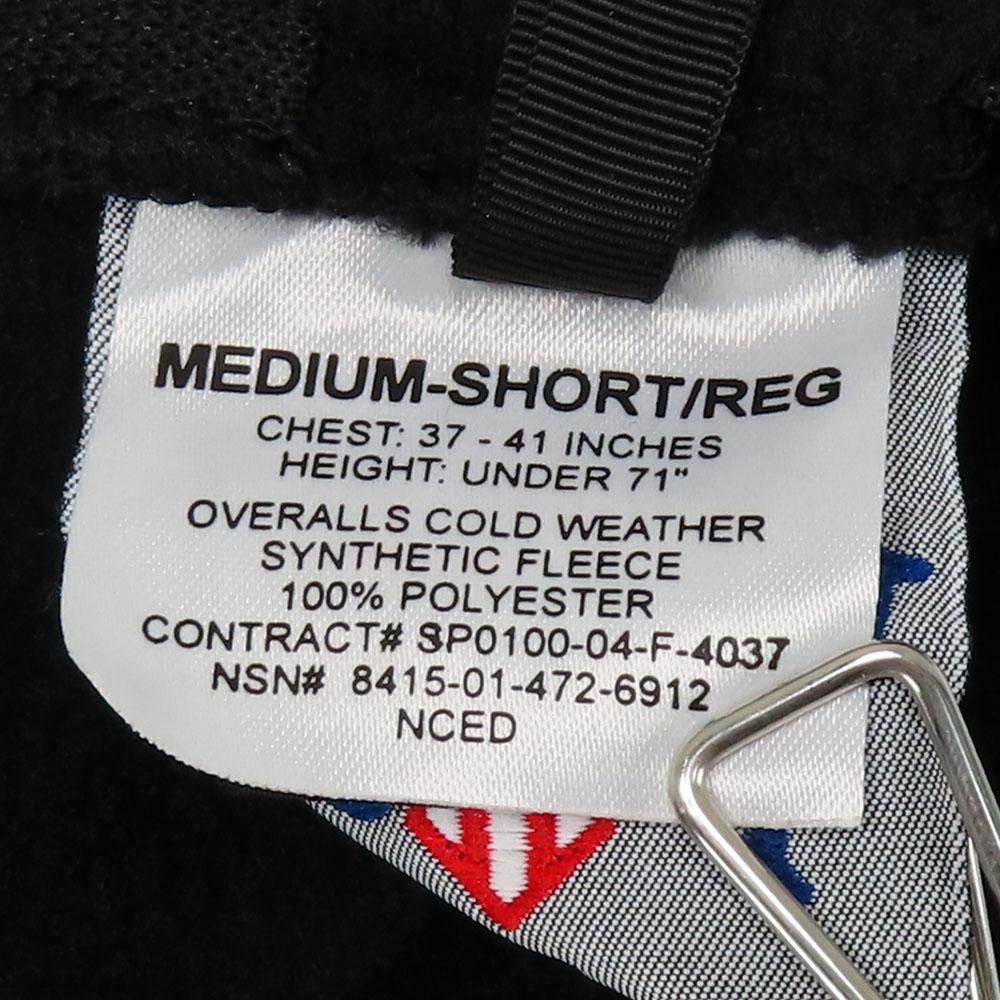 MEDIUM-SHORT/REG
CHEST: 37 - 41 INCHES
HEIGHT: UNDER 71"
OVERALLS COLD WEATHER
SYNTHETIC FLEECE
100% POLYESTER
CONTRACT# SP0100-04-F-4037
NSN# 8415-01-472-6912
NCED